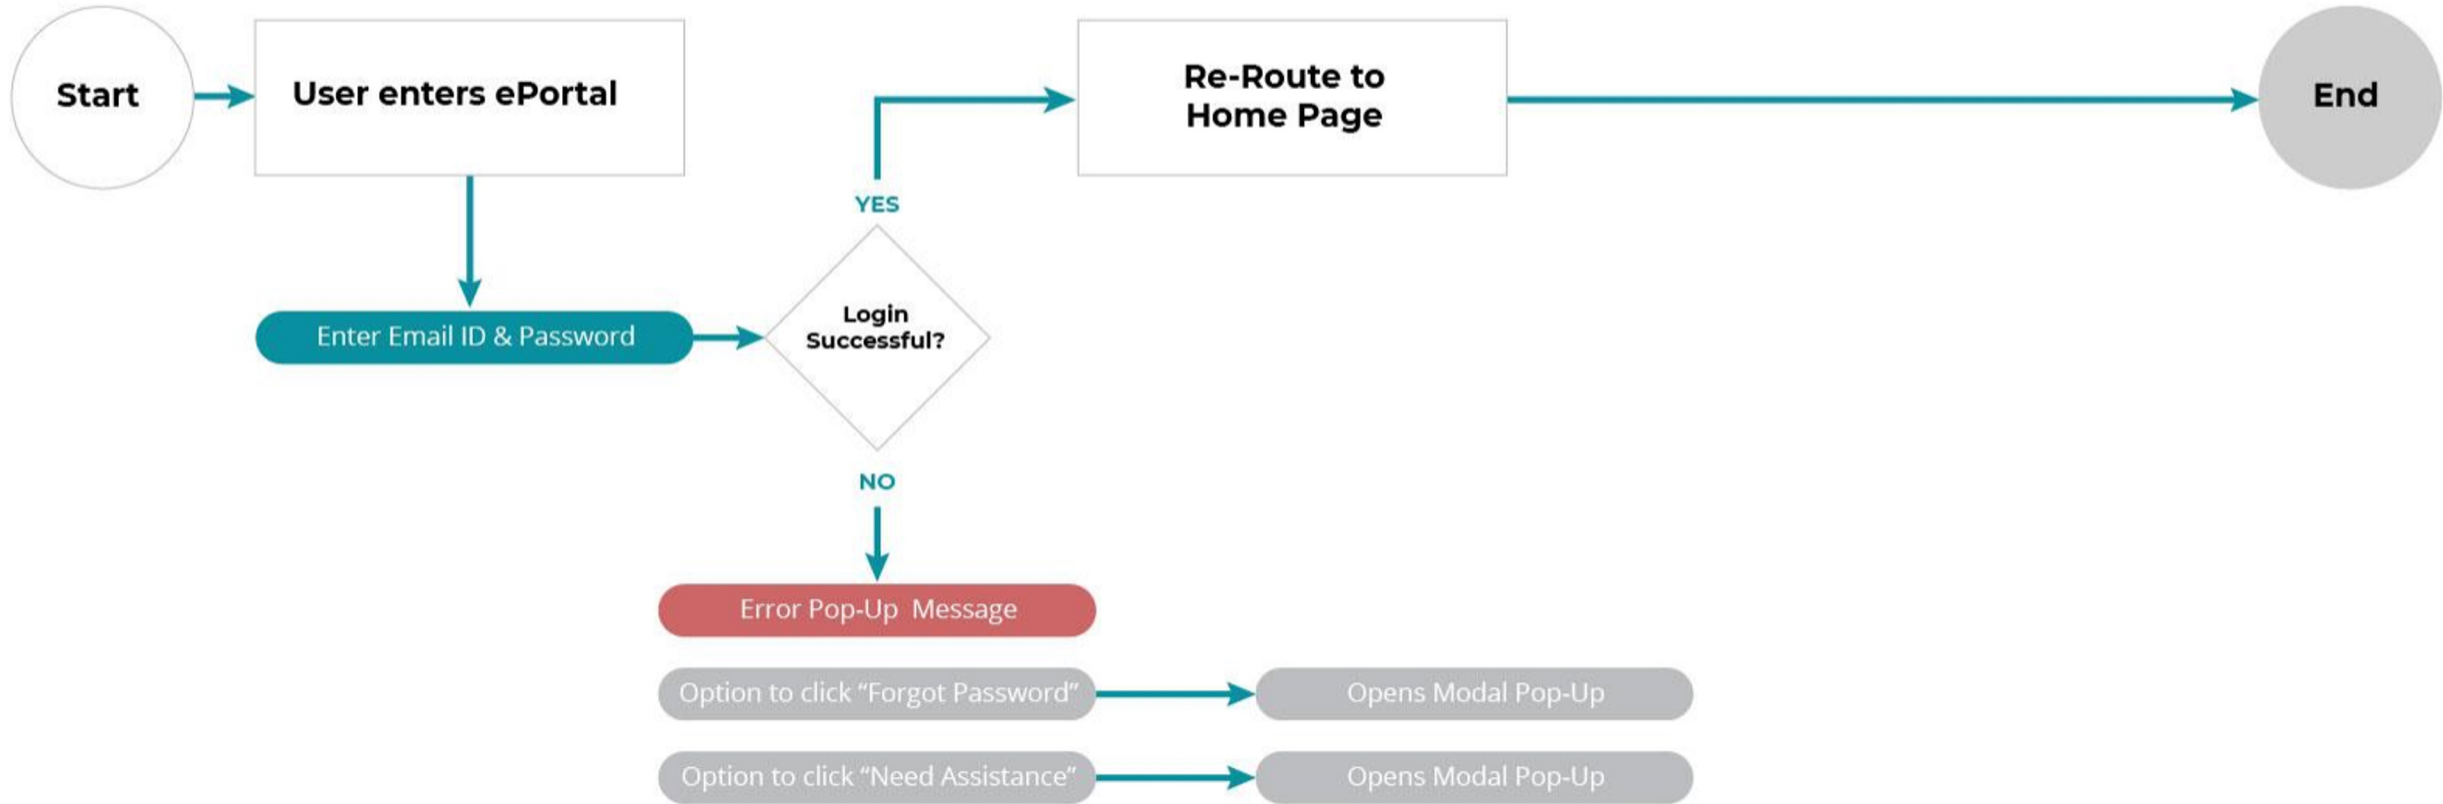 Start
User enters ePortal
Re-Route to
Home Page
End
YES
Enter Email ID & Password
Login
Successful?
NO
Error Pop-Up  Message
Option to click “Forgot Password”
Opens Modal Pop-Up
Option to click “Need Assistance”
Opens Modal Pop-Up